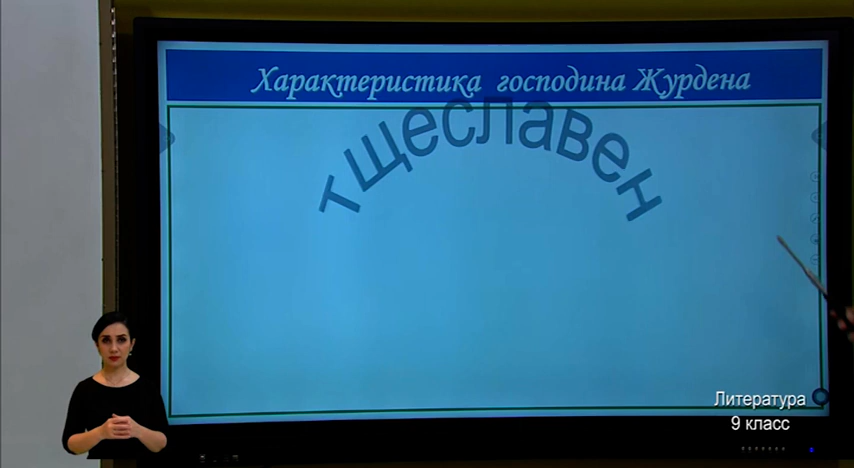 Характеристика господина Журдена
тщеславен
Литература
9 класс